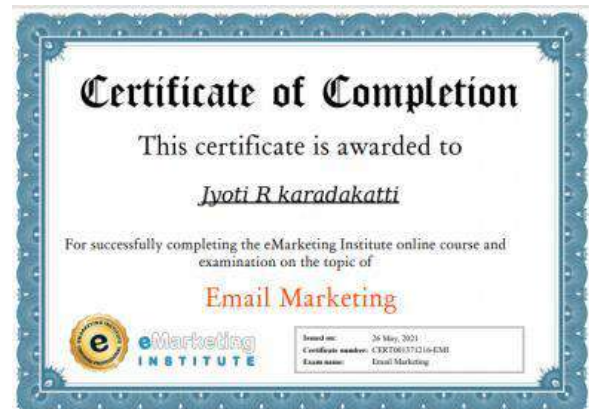 Certificate of Completion
This certificate is awarded to
Jyoti R karadakatti
For successfully completing the eMarketing Institute online course and
examination on the topic of
Email Marketing
e
eMarketing
INSTITUTE
Issued on: 26 May, 2021
Certificate number: CERT001371216-EMI
Exam name: Email Marketing